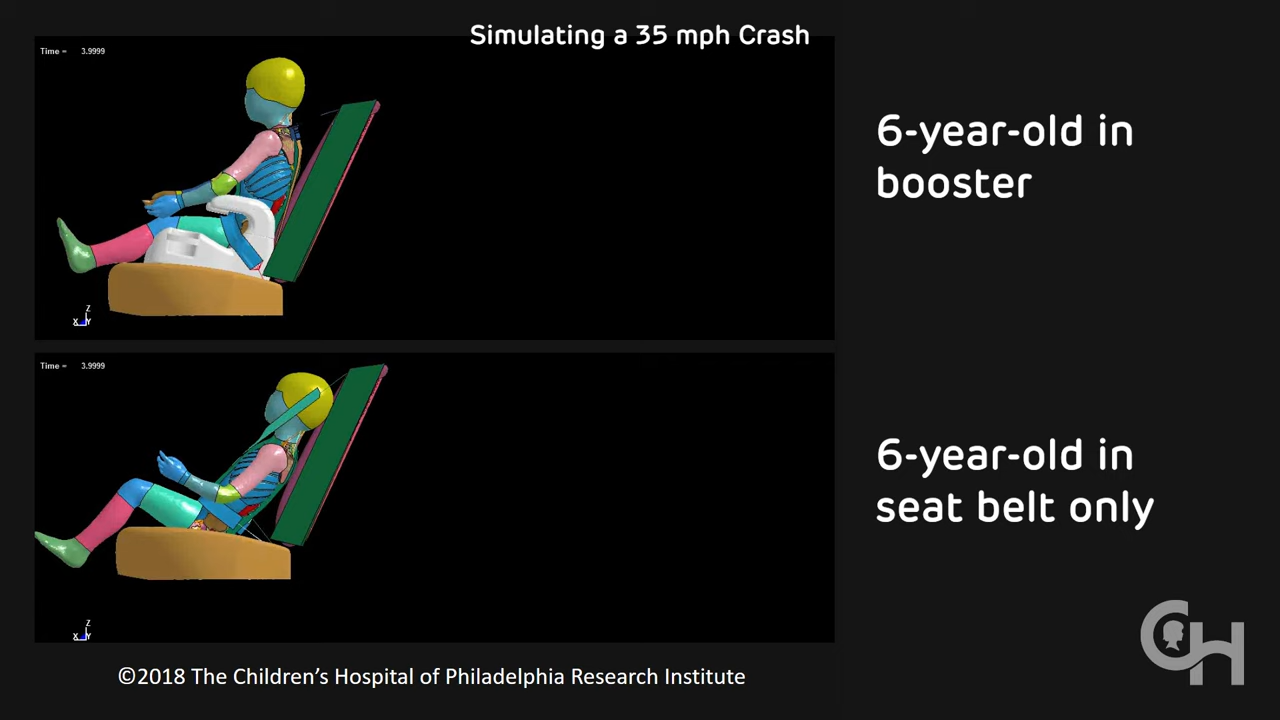 Simulating a 35 mph Crash
Time = 3.9999
Z
X Y
6-year-old in
booster
Time = 3.9999
Z
X Y
6-year-old in
seat belt only
CH
©2018 The Children's Hospital of Philadelphia Research Institute